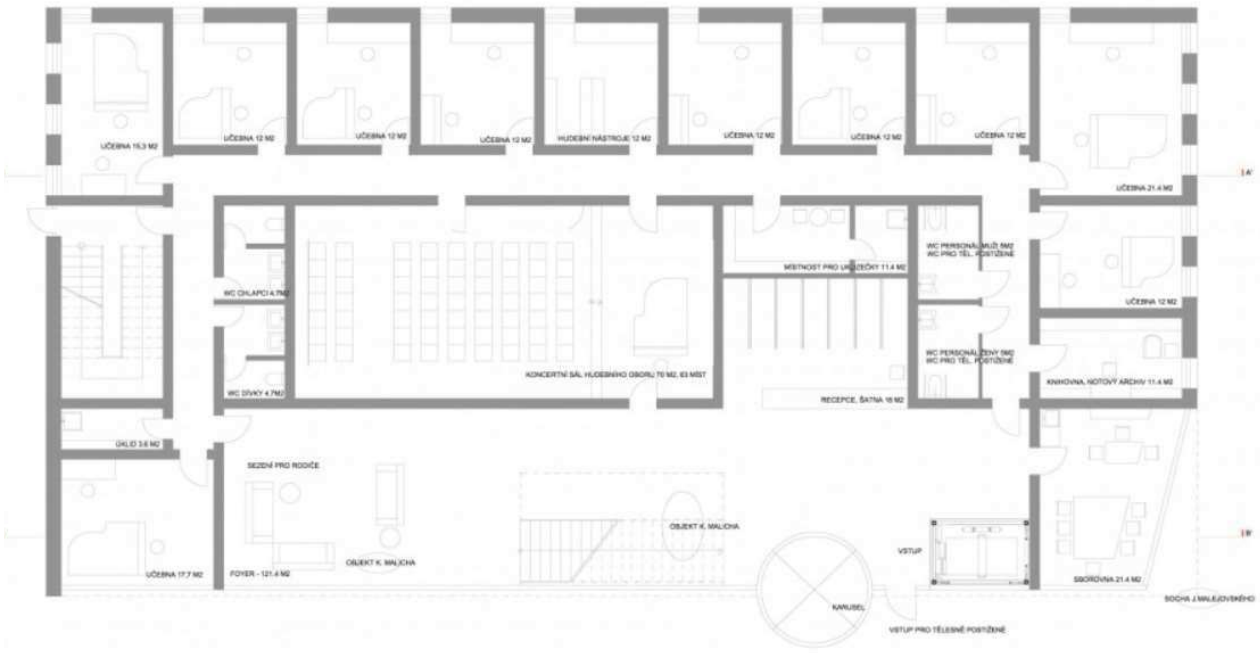 UČEBNA 15,3 M2
UČEBNA 12 M2
UČEBNA 12 M2
UČEBNA 12 M2
HUDEBNÍ NÁSTROJE 12 M2
UČEBNA 12 M2
UČEBNA 12 M2
UČEBNA 12 M2
UČEBNA 21.4 M2
A'
WC CHLAPCI 4.7M2
WC DÍVKY 4.7M2
KONCERTNÍ SÁL HUDEBNÍHO OBORU 70 M2, 63 MÍST
MÍSTNOST PRO UKLÍZEČKY 11.4 M2
WC PERSONÁL MUŽI 5M2
WC PRO TĚL. POSTIŽENÉ
UČEBNA 12 M2
WC PERSONÁL ŽENY 5M2
WC PRO TĚL. POSTIŽENÉ
KNIHOVNA, NOTOVÝ ARCHIV 11.4 M2
RECEPCE, ŠATNA 18 M2
ÚKLID 3.6 M2
SEZENÍ PRO RODIČE
OBJEKT K. MALICHA
OBJEKT K. MALICHA
UČEBNA 17,7 M2
FOYER - 121.4 M2
VSTUP
B'
SBOROVNA 21.4 M2
SOCHA J.MALEJOVSKÉHO
KARUSEL
VSTUP PRO TĚLESNĚ POSTIŽENÉ